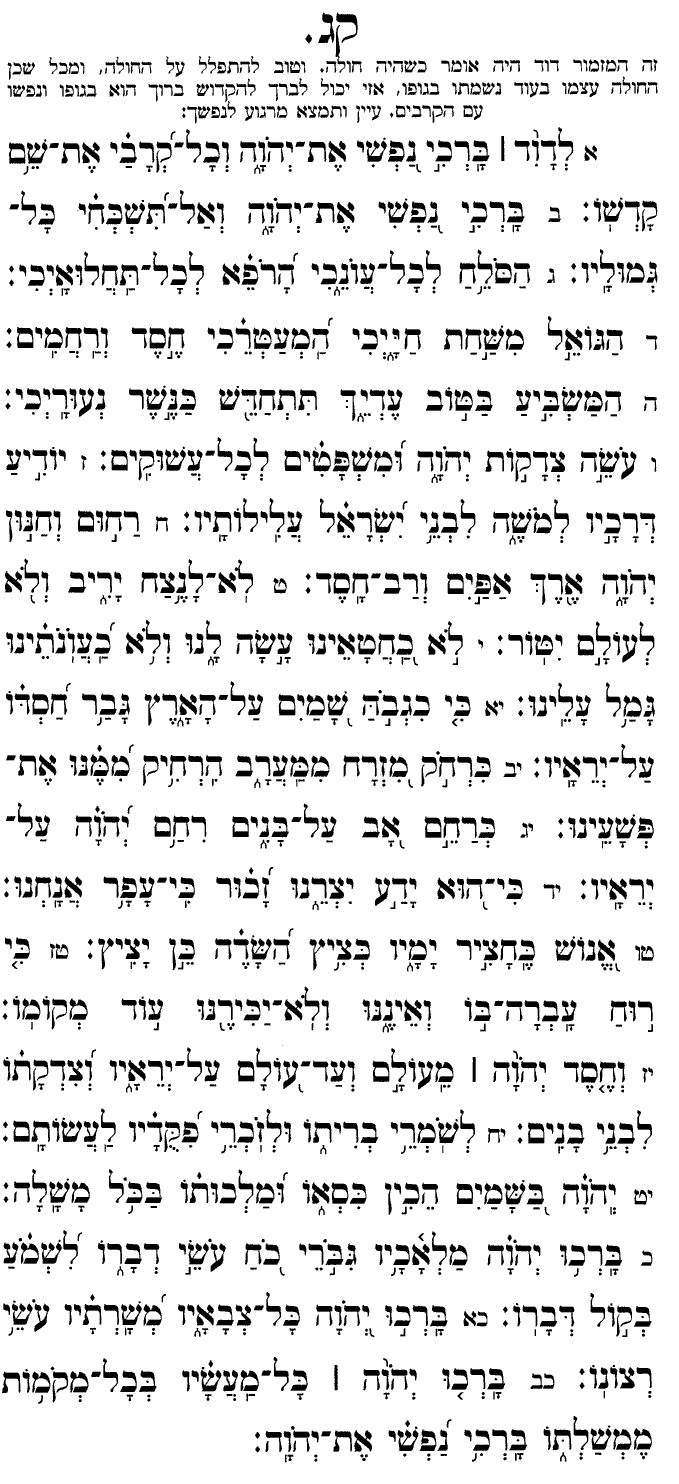 קג.
זה המזמור דוד היה אומר כשהיה חולה. וטוב להתפלל על החולה, ומכל שכן
החולה עצמו בעוד נשמתו בגופו, אזי יכול לברך להקדוש ברוך הוא בגופו ונפשו
עם הקרבים. עיין ותמצא מרגוע לנפשך:
א לְדָוִ֨ד ׀ בָּרְכִ֣י נַ֭פְשִׁי אֶת־יְהֹוָ֑ה וְכׇל־קְ֝רָבַ֗י אֶת־שֵׁ֥ם
קׇדְשֽׁוֹ׃ ב בָּרְכִ֣י נַ֭פְשִׁי אֶת־יְהֹוָ֑ה וְאַל־תִּ֝שְׁכְּחִ֗י כׇּל־
גְּמוּלָֽיו׃ ג הַסֹּלֵ֥חַ לְכׇל־עֲוֺנֵ֑כִי הָ֝רֹפֵ֗א לְכׇל־תַּחֲלוּאָֽיְכִי׃
ד הַגּוֹאֵ֣ל מִשַּׁ֣חַת חַיָּ֑יְכִי הַֽ֝מְעַטְּרֵ֗כִי חֶ֣סֶד וְרַחֲמִֽים׃
ה הַמַּשְׂבִּ֣יעַ בַּטּ֣וֹב עֶדְיֵ֑ךְ תִּתְחַדֵּ֖שׁ כַּנֶּ֣שֶׁר נְעוּרָֽיְכִי׃
ו עֹשֵׂ֣ה צְדָק֣וֹת יְהֹוָ֑ה וּ֝מִשְׁפָּטִ֗ים לְכׇל־עֲשׁוּקִֽים׃ ז יוֹדִ֣יעַ
דְּרָכָ֣יו לְמֹשֶׁ֑ה לִבְנֵ֥י יִ֝שְׂרָאֵ֗ל עֲלִילוֹתָֽיו׃ ח רַח֣וּם וְחַנּ֣וּן
יְהֹוָ֑ה אֶ֖רֶךְ אַפַּ֣יִם וְרַב־חָֽסֶד׃ ט לֹֽא־לָנֶ֥צַח יָרִ֑יב וְלֹ֖א
לְעוֹלָ֣ם יִטּֽוֹר׃ י לֹ֣א כַ֭חֲטָאֵינוּ עָ֣שָׂה לָ֑נוּ וְלֹ֥א כַ֝עֲוֺנֹתֵ֗ינוּ
גָּמַ֥ל עָלֵֽינוּ׃ יא כִּ֤י כִגְבֹ֣הַּ שָׁ֭מַיִם עַל־הָאָ֑רֶץ גָּבַ֥ר חַ֝סְדּ֗וֹ
עַל־יְרֵאָֽיו׃ יב כִּרְחֹ֣ק מִ֭זְרָח מִֽמַּעֲרָ֑ב הִרְחִ֥יק מִ֝מֶּ֗נּוּ אֶת־
פְּשָׁעֵֽינוּ׃ יג כְּרַחֵ֣ם אָ֭ב עַל־בָּנִ֑ים רִחַ֥ם יְ֝הֹוָ֗ה עַל־
יְרֵאָֽיו׃ יד כִּי־ה֖וּא יָדַ֣ע יִצְרֵ֑נוּ זָ֝כ֗וּר כִּֽי־עָפָ֥ר אֲנָֽחְנוּ׃
טו אֱ֭נוֹשׁ כֶּֽחָצִ֣יר יָמָ֑יו כְּצִ֥יץ הַ֝שָּׂדֶ֗ה כֵּ֣ן יָצִֽיץ׃ טז כִּ֤י
ר֣וּחַ עָֽבְרָה־בּ֣וֹ וְאֵינֶ֑נּוּ וְלֹֽא־יַכִּירֶ֖נּוּ ע֣וֹד מְקוֹמֽוֹ׃
יז וְחֶ֤סֶד יְהֹוָ֨ה ׀ מֵעוֹלָ֣ם וְעַד־ע֭וֹלָם עַל־יְרֵאָ֑יו וְ֝צִדְקָת֗וֹ
לִבְנֵ֥י בָנִֽים׃ יח לְשֹׁמְרֵ֥י בְרִית֑וֹ וּלְזֹכְרֵ֥י פִ֝קֻּדָ֗יו לַעֲשׂוֹתָֽם׃
יט יְֽהֹוָ֗ה בַּ֭שָּׁמַיִם הֵכִ֣ין כִּסְא֑וֹ וּ֝מַלְכוּת֗וֹ בַּכֹּ֥ל מָשָֽׁלָה׃
כ בָּרְכ֥וּ יְהֹוָ֗ה מַלְאָ֫כָ֥יו גִּבֹּ֣רֵי כֹ֭חַ עֹשֵׂ֣י דְבָר֑וֹ לִ֝שְׁמֹ֗עַ
בְּק֣וֹל דְּבָרֽוֹ׃ כא בָּרְכ֣וּ יְ֭הֹוָה כׇּל־צְבָאָ֑יו מְ֝שָׁרְתָ֗יו עֹשֵׂ֥י
רְצוֹנֽוֹ׃ כב בָּרְכ֤וּ יְהֹוָ֨ה ׀ כׇּֽל־מַעֲשָׂ֗יו בְּכׇל־מְקֹמ֥וֹת
מֶמְשַׁלְתּ֑וֹ בָּרְכִ֥י נַ֝פְשִׁ֗י אֶת־יְהֹוָֽה׃